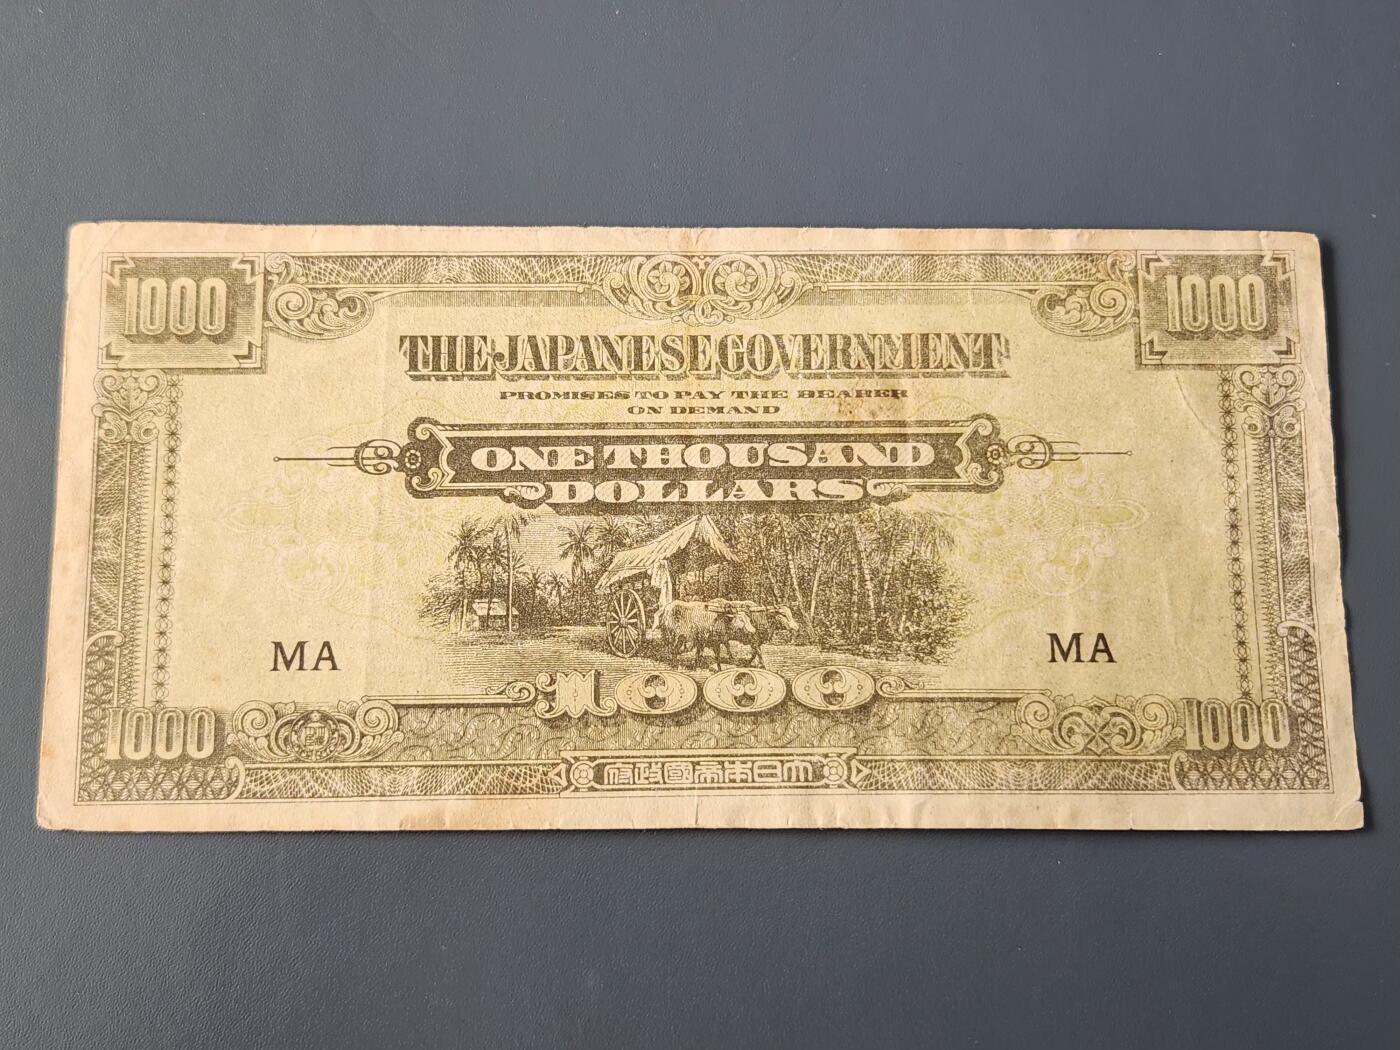 1000
1000
THE JAPANESE GOVERNMENT
PROMISES TO PAY THE BEARER
ON DEMAND
ONE THOUSAND
DOLLARS
MA
MA
1000
1000
1000
府政國帝本日大